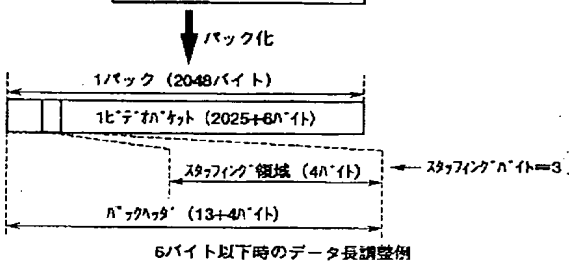 パック化
1パック (2048バイト)
1ビデオパケット (2025+6バイト)
スタッフィング領域 (4バイト)
スタッフィングバイト=3
パックヘッダ (13+4バイト)
6バイト以下時のデータ長調整例